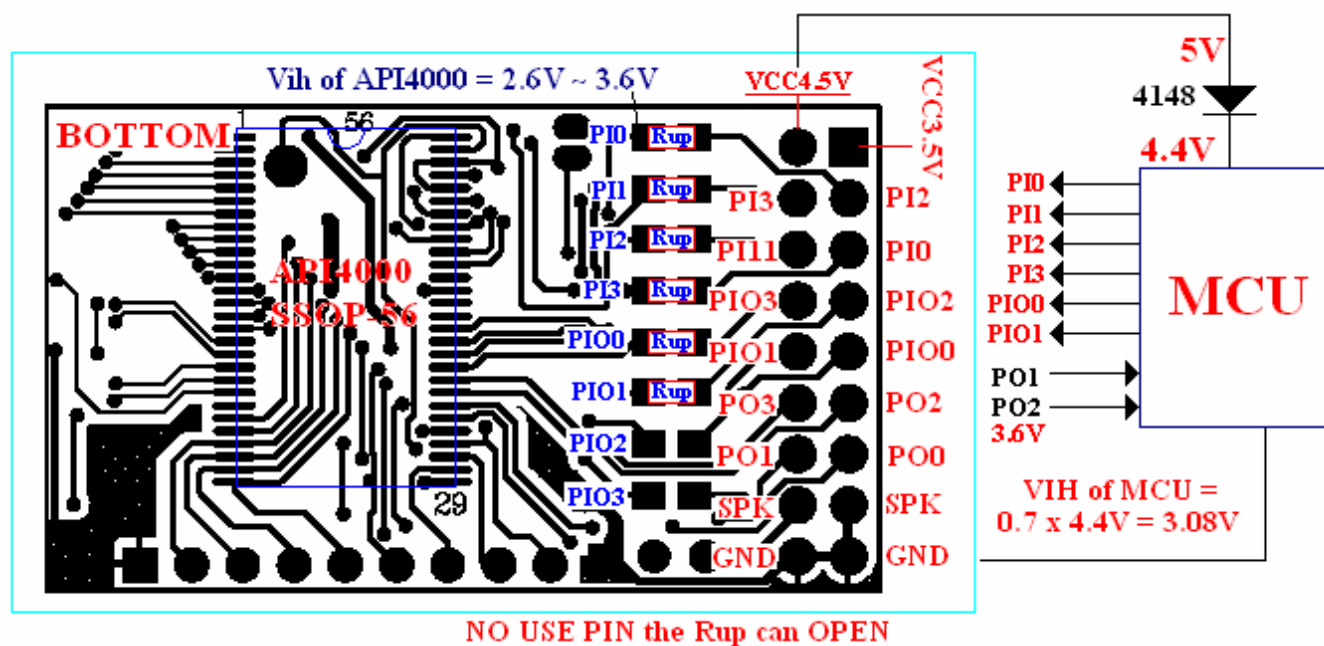 Vih of API4000 = 2.6V ~ 3.6V
VCC4.5V
VCC3.5V
5V
4148
4.4V
BOTTOM
1
56
PI0
Rup
PI1
Rup
PI3
PI2
PI2
Rup
PI11
PI0
API4000
SSOP-56
PI3
Rup
PIO3
PIO2
PIO0
Rup
PIO1
PIO0
PIO1
Rup
PO3
PO2
PIO2
PO1
PO0
29
PIO3
SPK
SPK
GND
GND
PI0
PI1
PI2
PI3
PIO0
PIO1
PO1
PO2
3.6V
MCU
VIH of MCU =
0.7 x 4.4V = 3.08V
NO USE PIN the Rup can OPEN